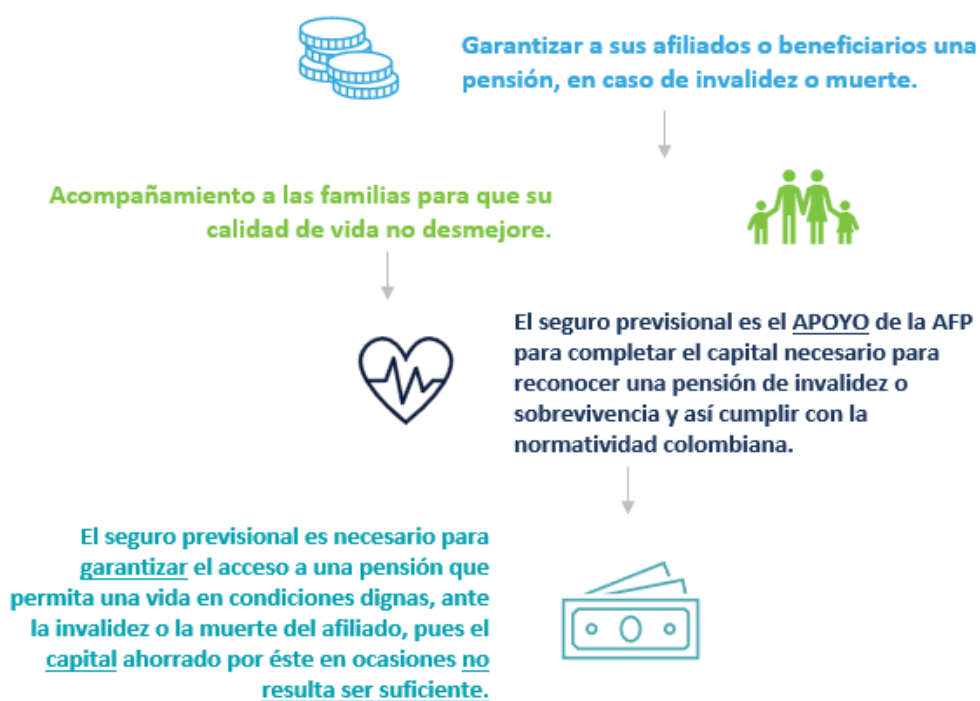 Garantizar a sus afiliados o beneficiarios una
pensión, en caso de invalidez o muerte.
Acompañamiento a las familias para que su
calidad de vida no desmejore.
El seguro previsional es el APOYO de la AFP
para completar el capital necesario para
reconocer una pensión de invalidez o
sobrevivencia y así cumplir con la
normatividad colombiana.
El seguro previsional es necesario para
garantizar el acceso a una pensión que
permita una vida en condiciones dignas, ante
la invalidez o la muerte del afiliado, pues el
capital ahorrado por éste en ocasiones no
resulta ser suficiente.